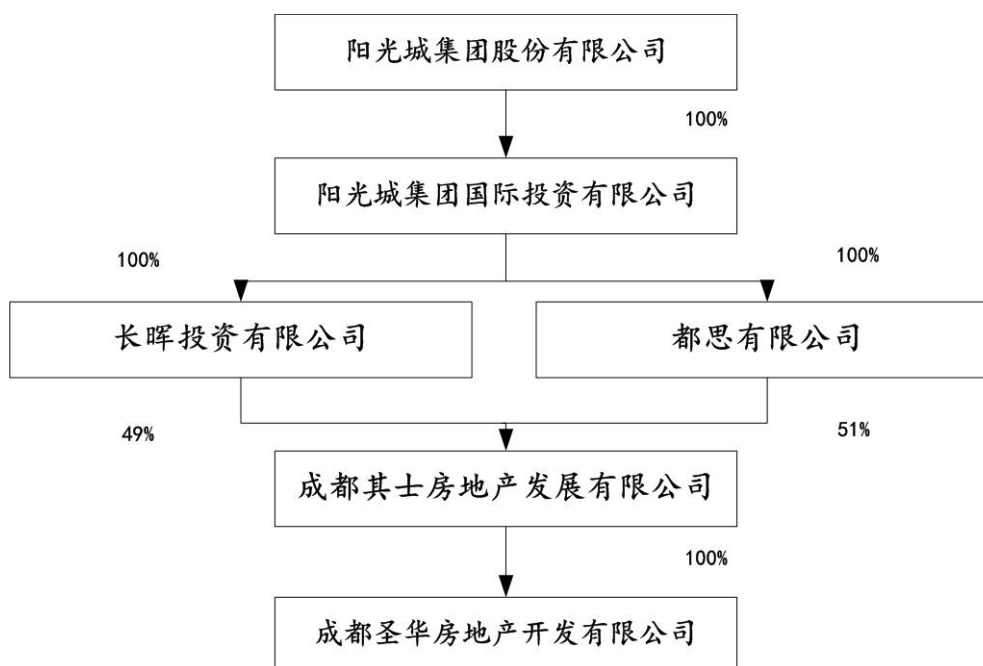 阳光城集团股份有限公司
100%
阳光城集团国际投资有限公司
100%
100%
长晖投资有限公司
都思有限公司
49%
51%
成都其士房地产发展有限公司
100%
成都圣华房地产开发有限公司